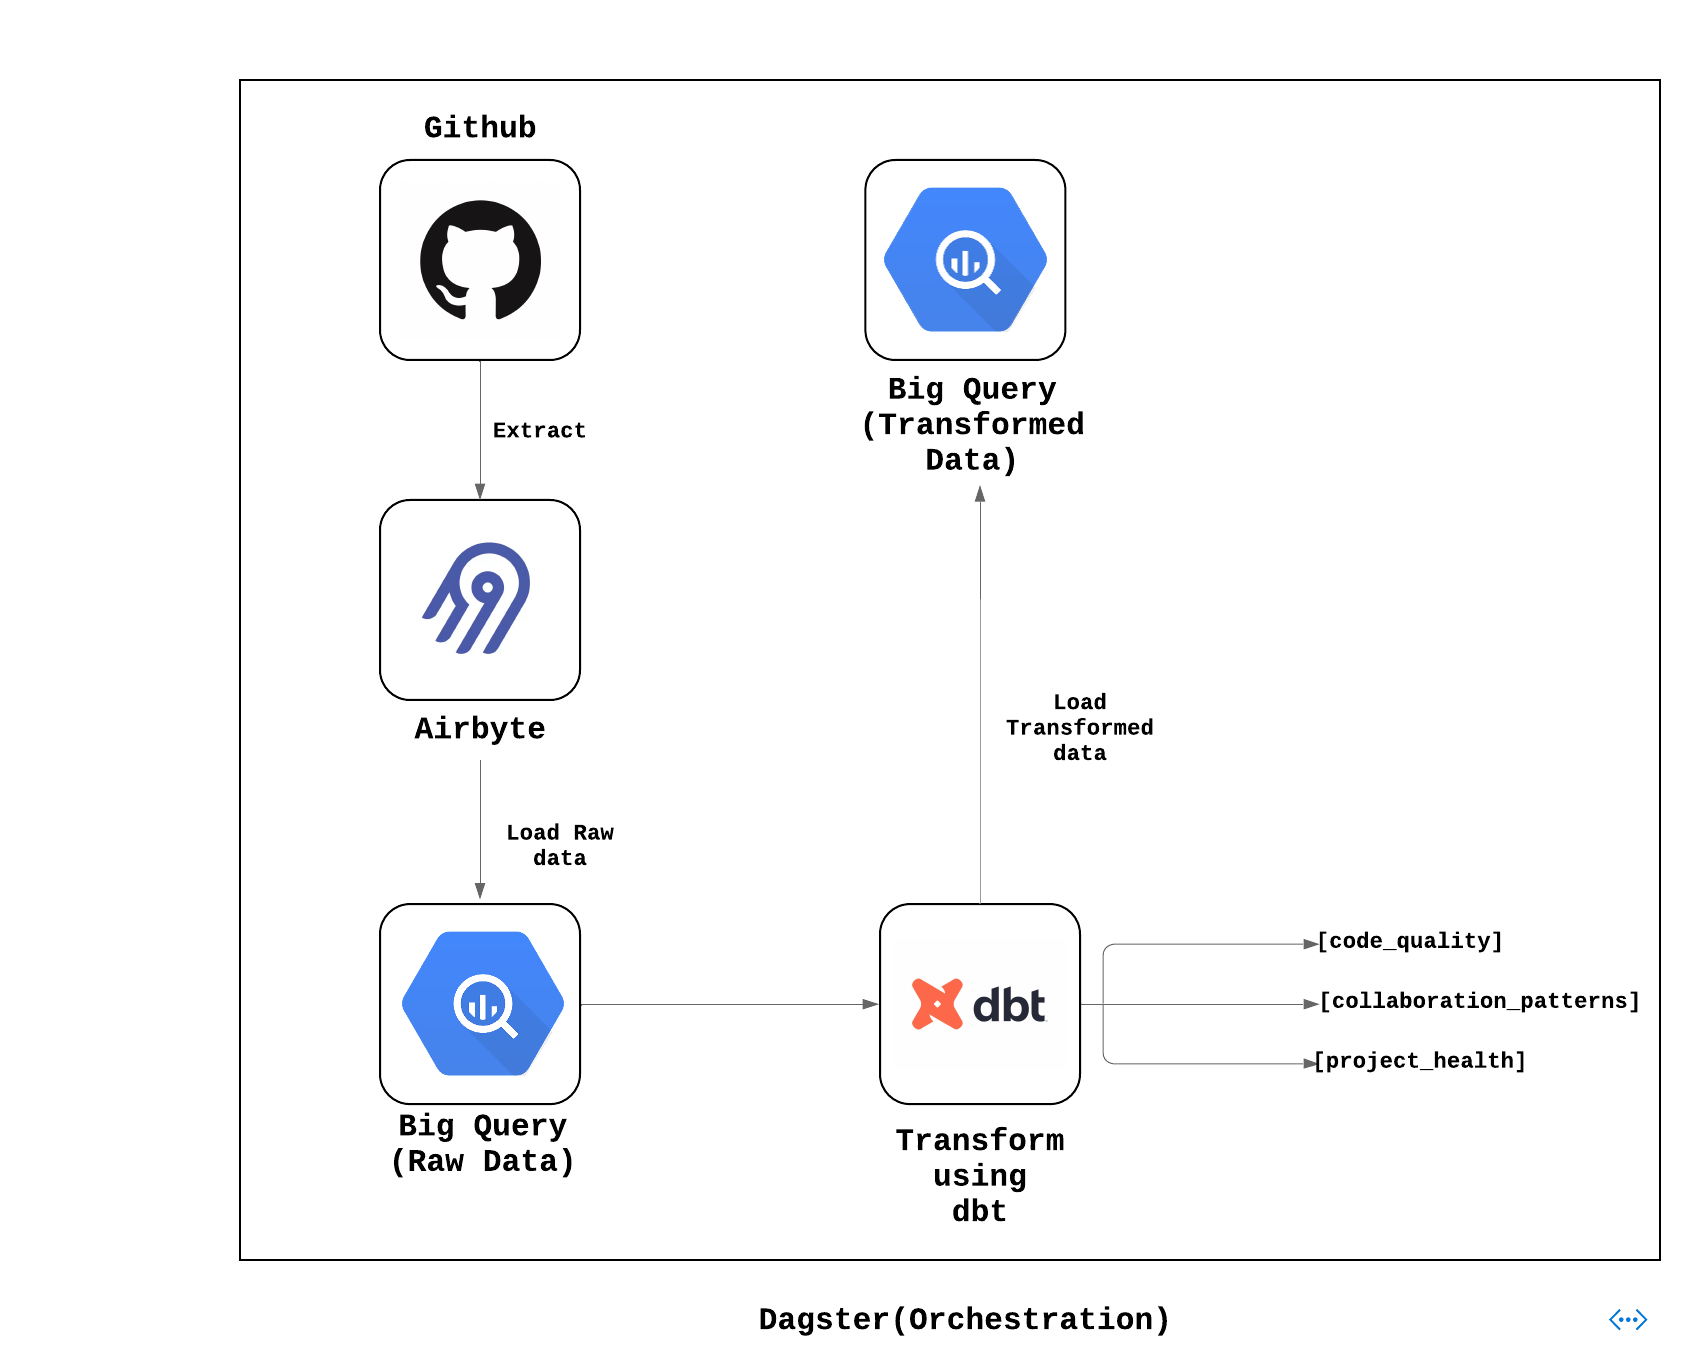 Github
Extract
Airbyte
Load Raw
data
Big Query
(Raw Data)
Big Query
(Transformed
Data)
Load
Transformed
data
dbt
Transform
using
dbt
[code_quality]
[collaboration_patterns]
[project_health]
Dagster(Orchestration)